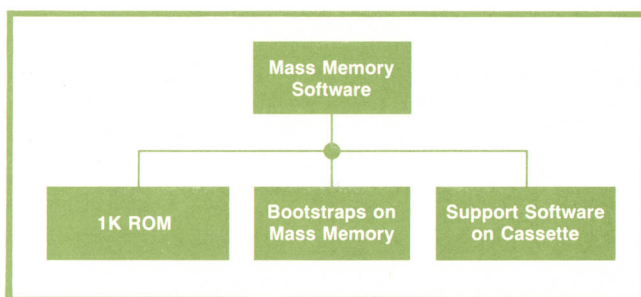 Mass Memory
Software
1K ROM
Bootstraps on
Mass Memory
Support Software
on Cassette